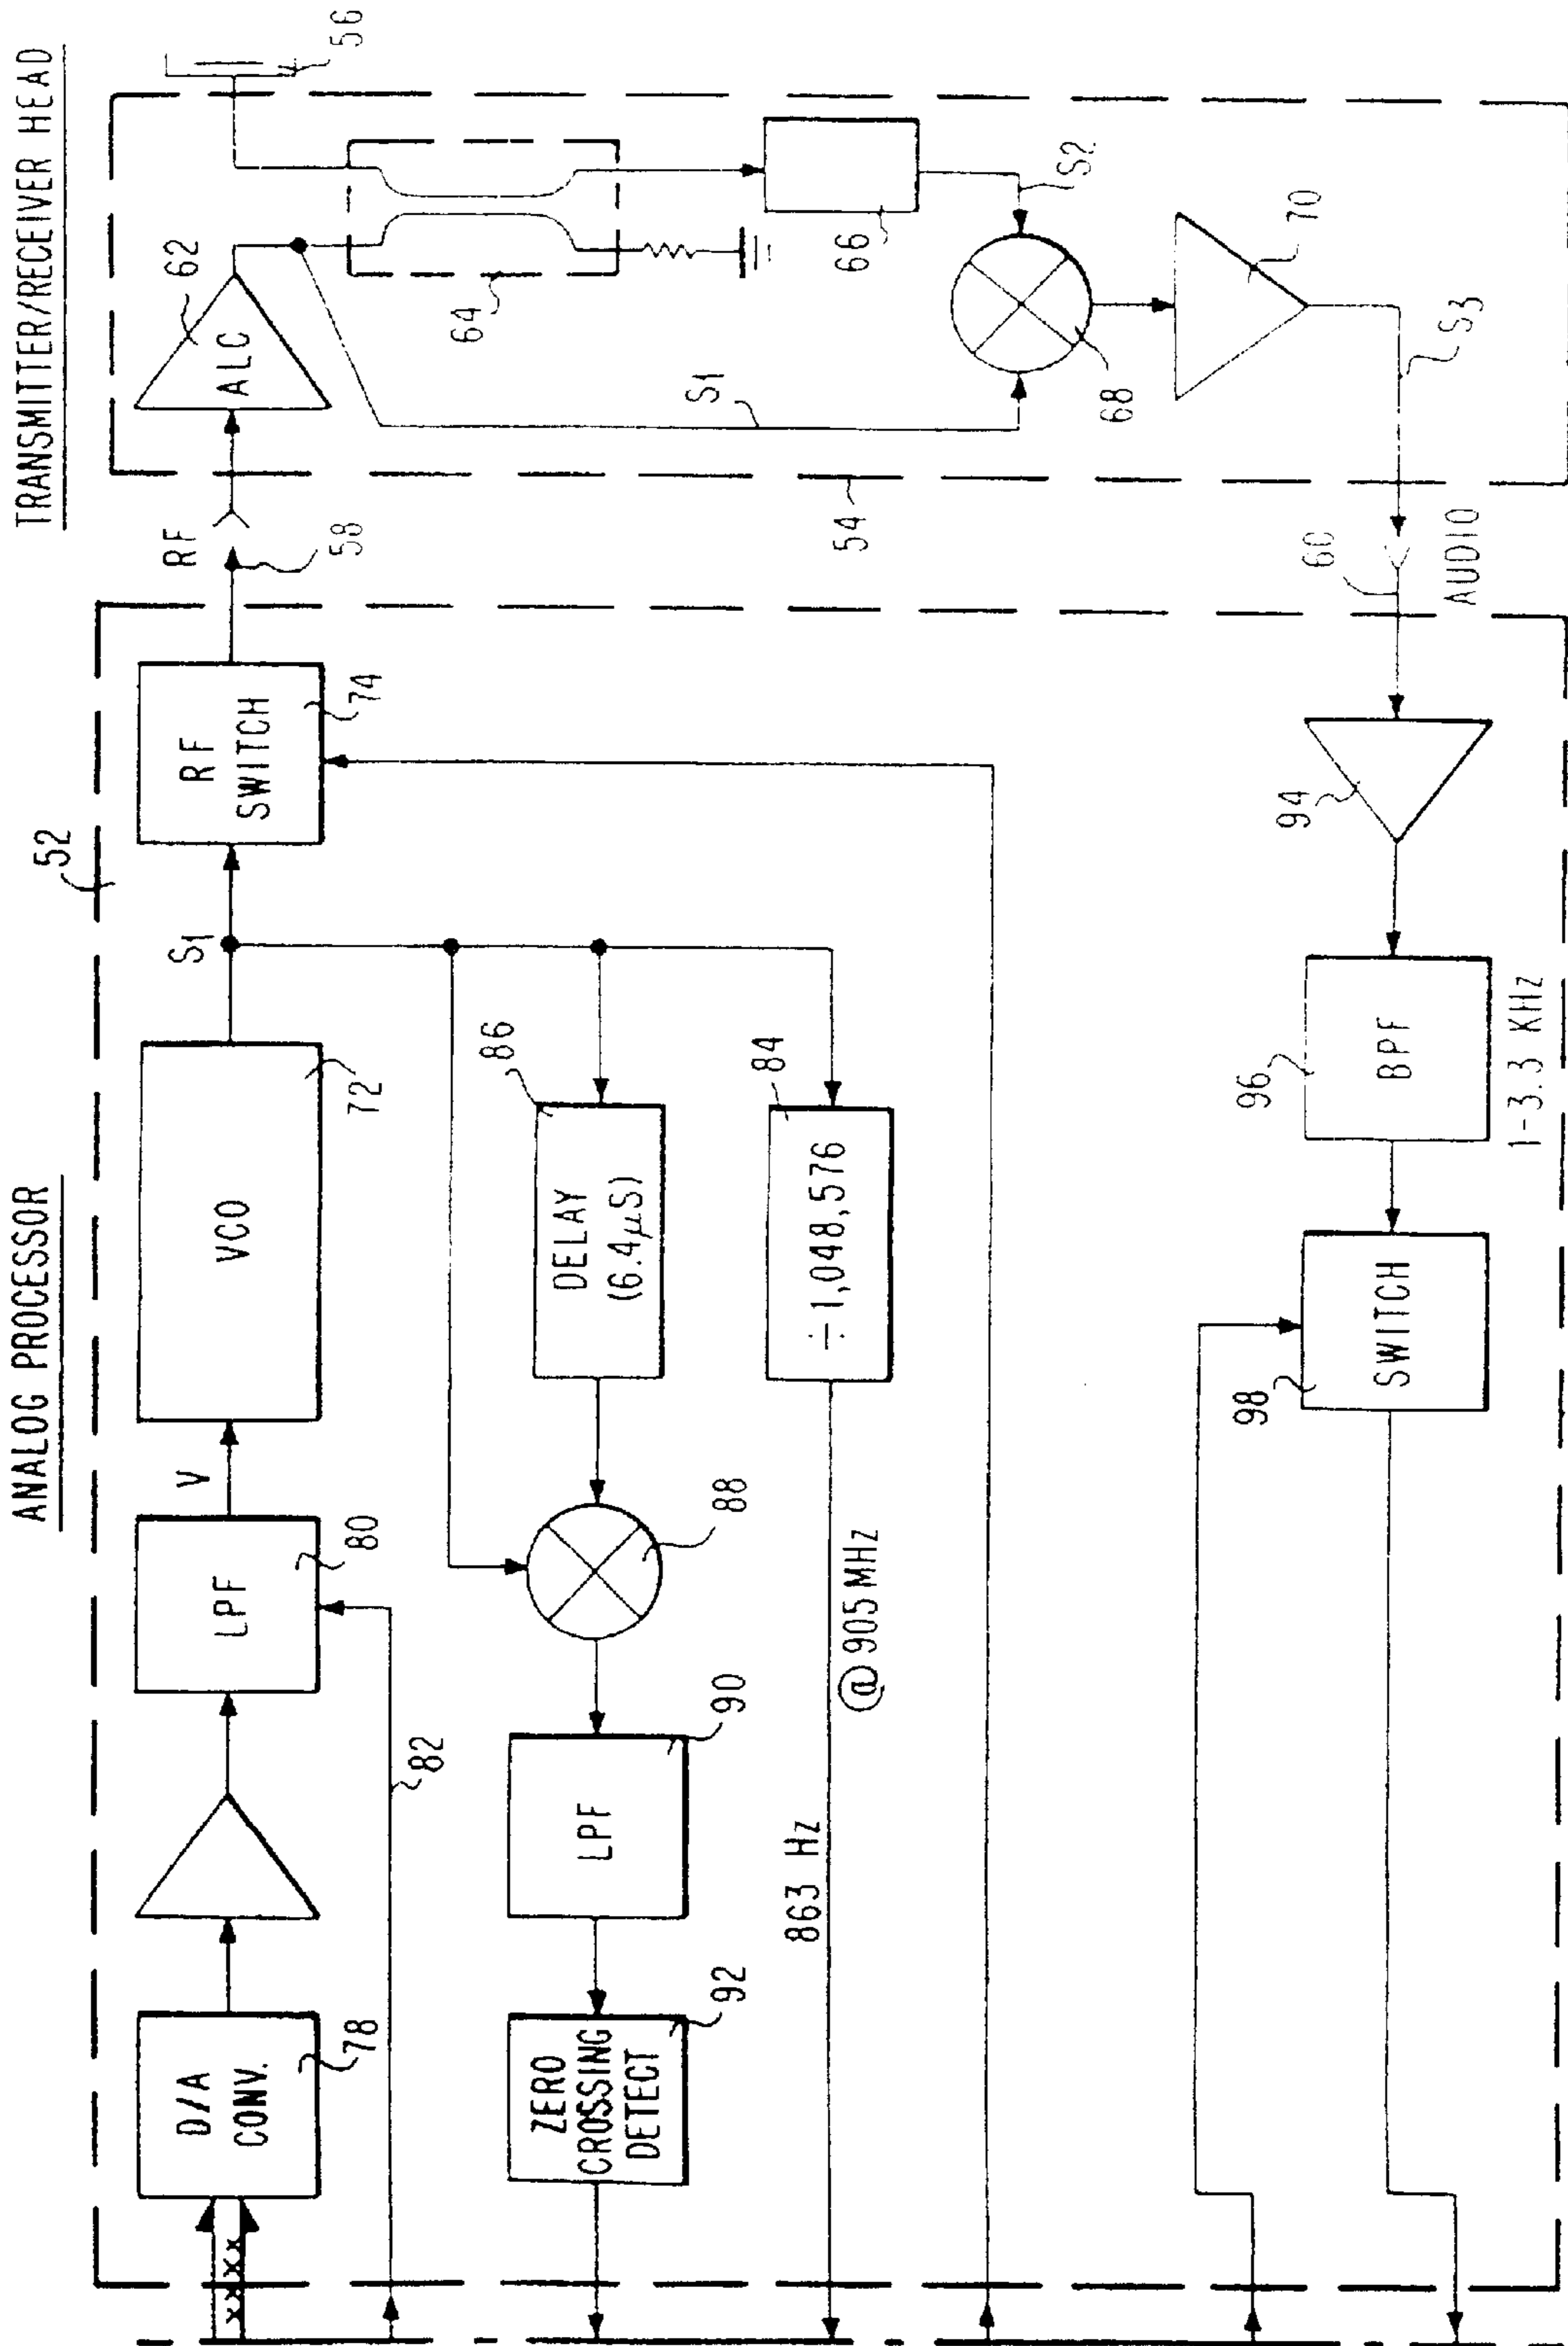 ANALOG PROCESSOR
TRANSMITTER/RECEIVER HEAD
52
D/A
CONV.
78
LPF
80
V
VCO
72
S1
RF
SWITCH
74
RF
58
ALC
62
56
82
64
ZERO
CROSSING
DETECT
92
LPF
90
88
DELAY
(6.4µS)
86
863 Hz
@ 905 MHz
÷ 1,048,576
84
54
S1
66
S2
68
70
S3
60
AUDIO
94
BPF
96
1-3.3 KHz
SWITCH
98